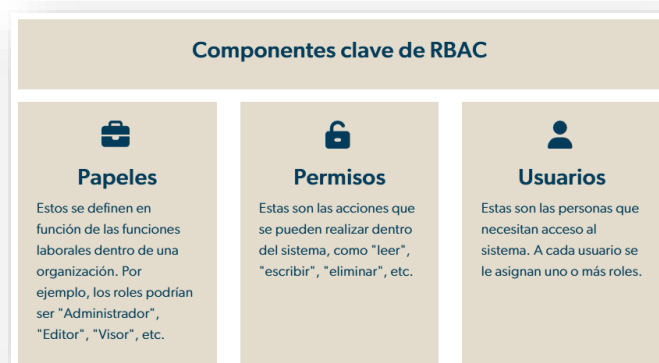 Componentes clave de RBAC
Papeles
Estos se definen en
función de las funciones
laborales dentro de una
organización. Por
ejemplo, los roles podrían
ser "Administrador",
"Editor", "Visor", etc.
Permisos
Estas son las acciones que
se pueden realizar dentro
del sistema, como "leer",
"escribir", "eliminar", etc.
Usuarios
Estas son las personas que
necesitan acceso al
sistema. A cada usuario se
le asignan uno o más roles.